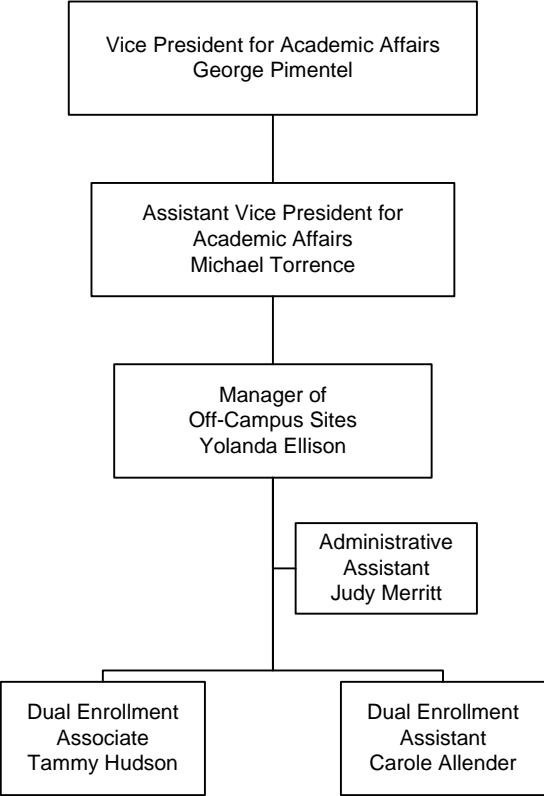 Vice President for Academic Affairs
George Pimentel
Assistant Vice President for
Academic Affairs
Michael Torrence
Manager of
Off-Campus Sites
Yolanda Ellison
Administrative
Assistant
Judy Merritt
Dual Enrollment
Associate
Tammy Hudson
Dual Enrollment
Assistant
Carole Allender